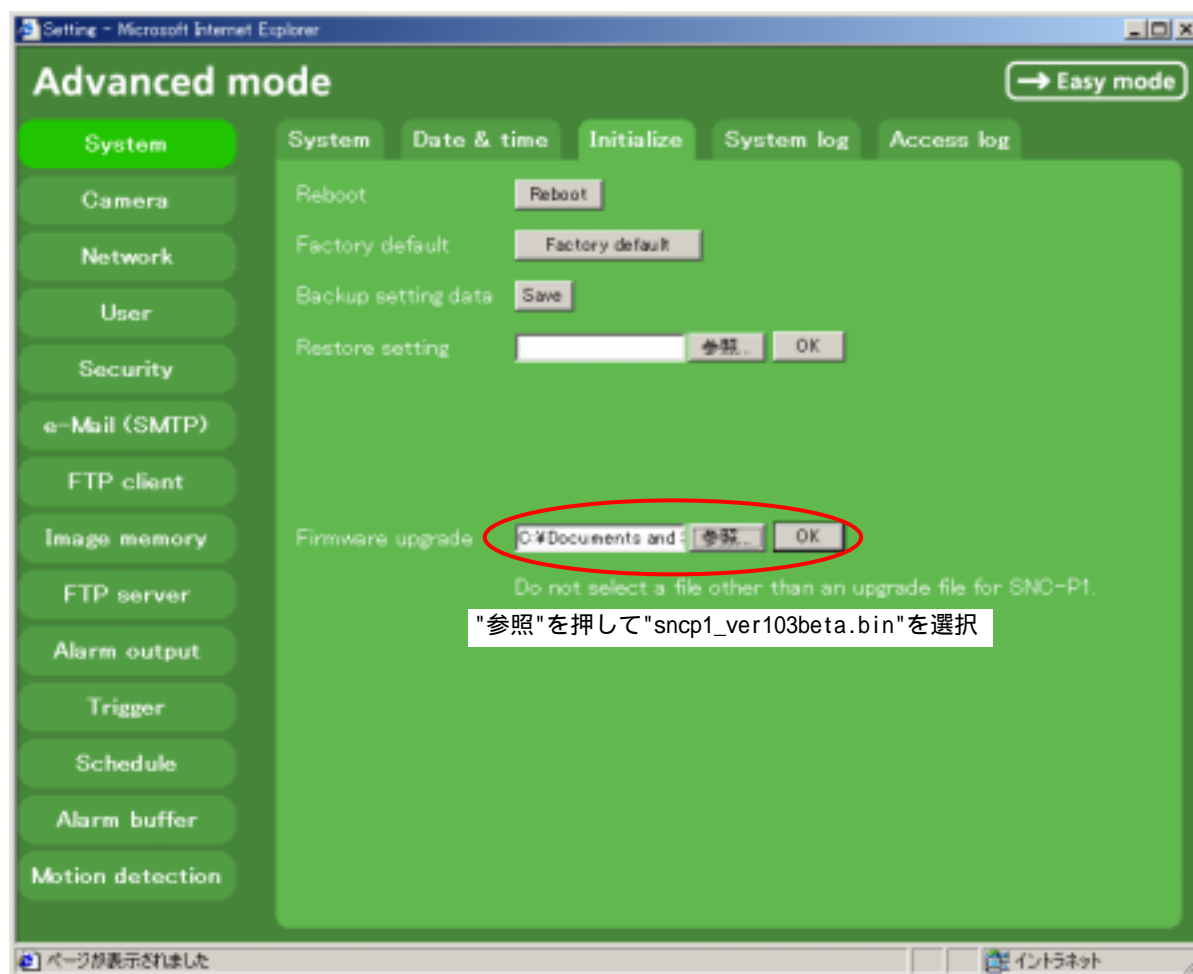 Setting - Microsoft Internet Explorer
Advanced mode
→ Easy mode
System
Camera
Network
User
Security
e-Mail (SMTP)
FTP client
Image memory
FTP server
Alarm output
Trigger
Schedule
Alarm buffer
Motion detection
System Date & time Initialize System log Access log
Reboot Reboot
Factory default Factory default
Backup setting data Save
Restore setting 参照... OK
Firmware upgrade C:¥Documents and 参照... OK
Do not select a file other than an upgrade file for SNC-P1.
"参照"を押して"sncp1_ver103beta.bin"を選択
ページが表示されました
イントラネット